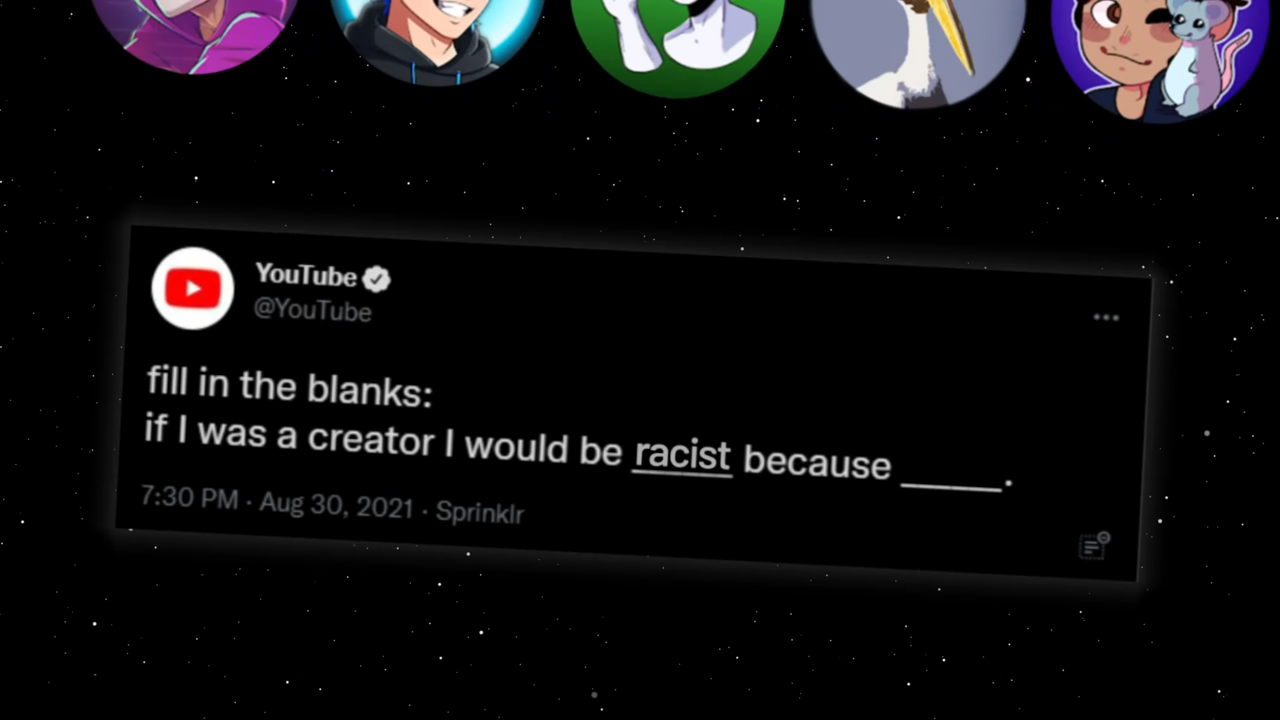 YouTube
@YouTube
fill in the blanks:
if I was a creator I would be racist because _____.
7:30 PM · Aug 30, 2021 · Sprinklr